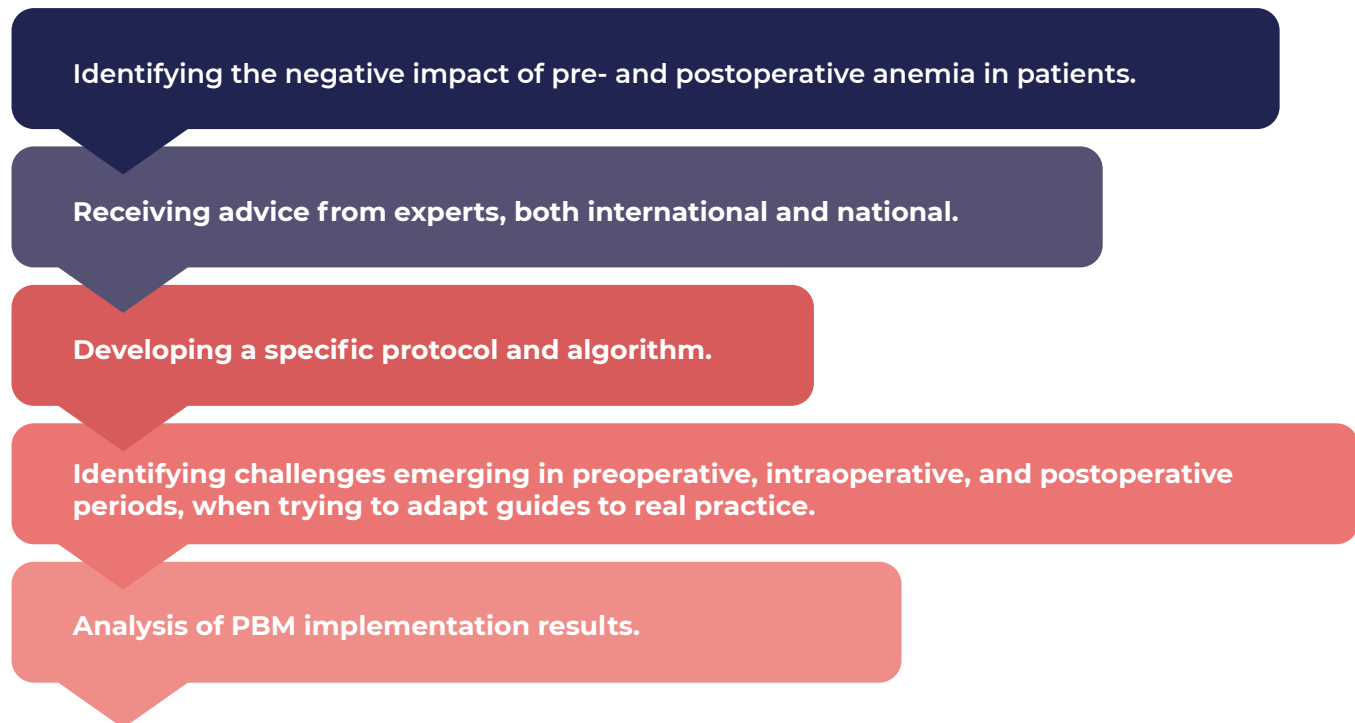 Identifying the negative impact of pre- and postoperative anemia in patients.
Receiving advice from experts, both international and national.
Developing a specific protocol and algorithm.
Identifying challenges emerging in preoperative, intraoperative, and postoperative
periods, when trying to adapt guides to real practice.
Analysis of PBM implementation results.